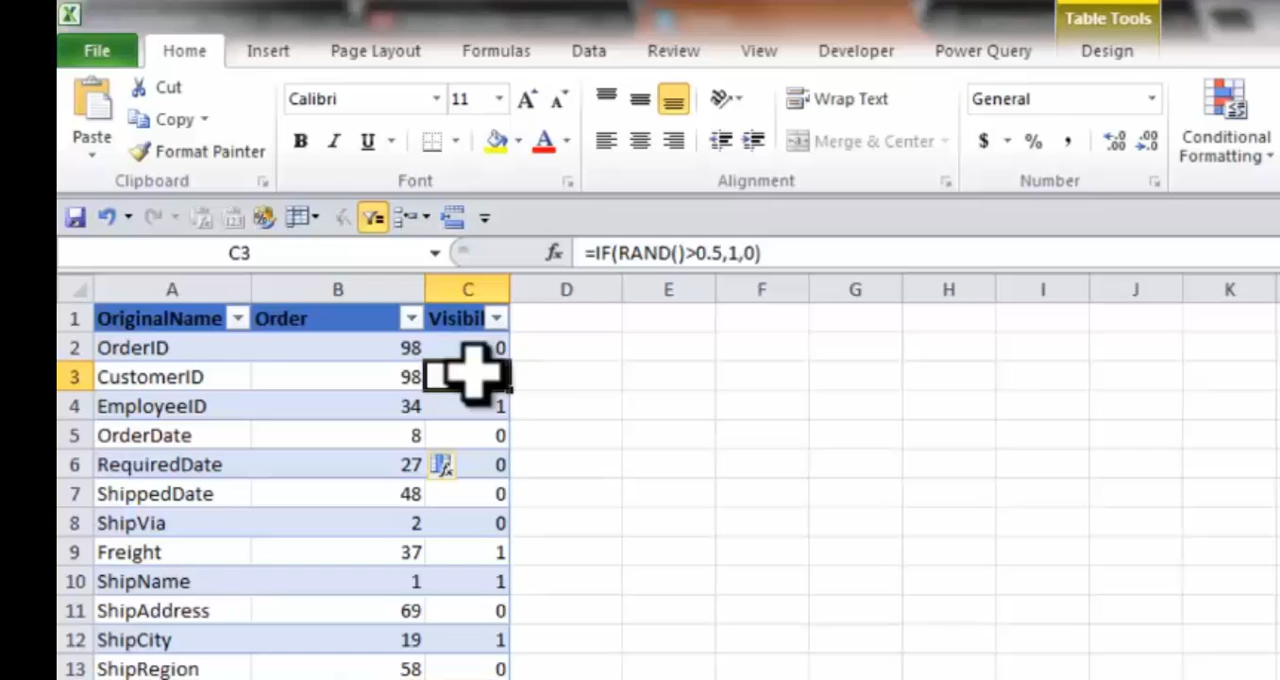 Table Tools
File Home Insert Page Layout Formulas Data Review View Developer Power Query Design
Cut
Calibri 11 A A Wrap Text General
Copy
Paste B I U Merge & Center $ % , .00 .00 Conditional
Format Painter Formatting
Clipboard Font Alignment Number
C3 fx =IF(RAND()>0.5,1,0)
A B C D E F G H I J K
1 OriginalName Order Visibil
2 OrderID 98 0
3 CustomerID 98
4 EmployeeID 34 1
5 OrderDate 8 0
6 RequiredDate 27 0
7 ShippedDate 48 0
8 ShipVia 2 0
9 Freight 37 1
10 ShipName 1 1
11 ShipAddress 69 0
12 ShipCity 19 1
13 ShipRegion 58 0